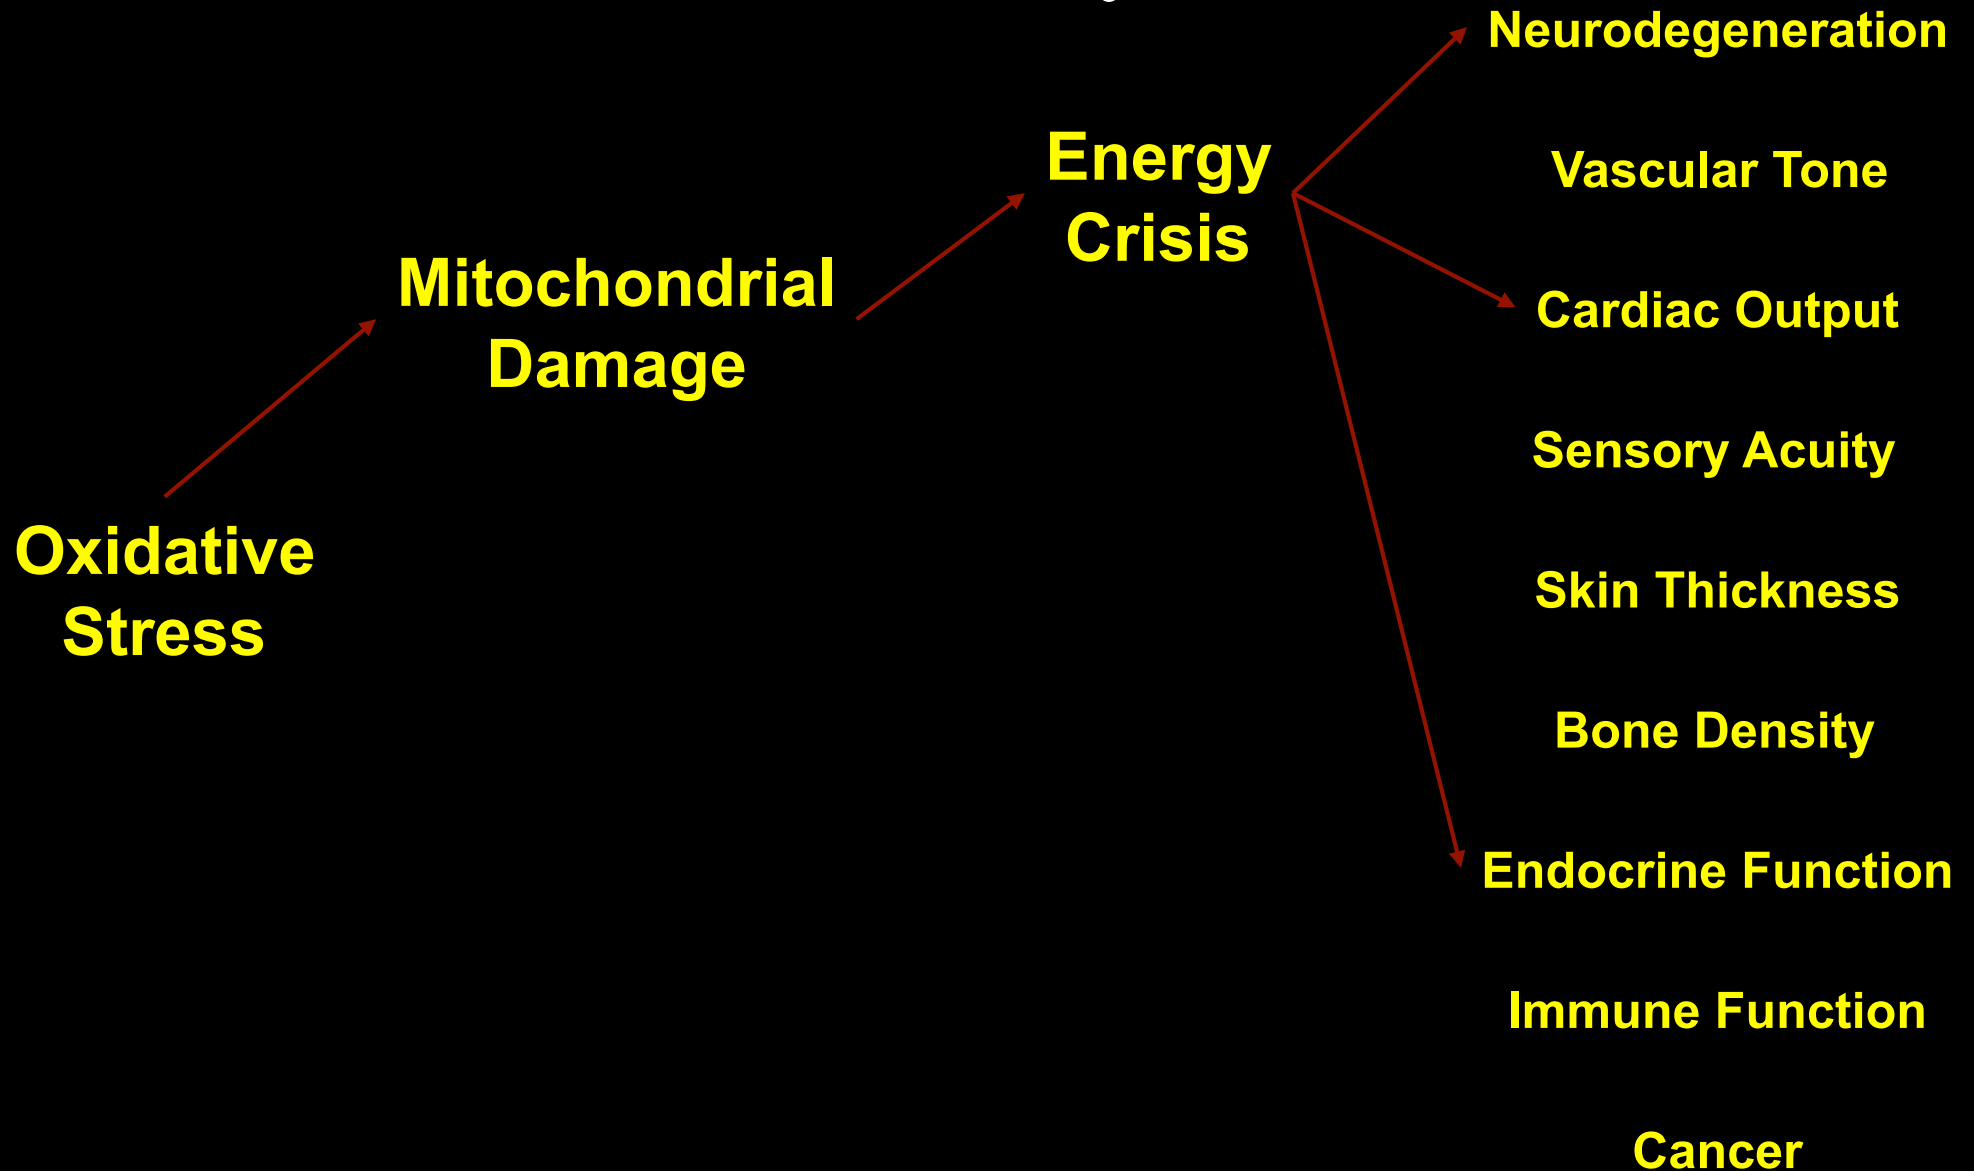 Oxidative
Stress
Mitochondrial
Damage
Energy
Crisis
Neurodegeneration
Vascular Tone
Cardiac Output
Sensory Acuity
Skin Thickness
Bone Density
Endocrine Function
Immune Function
Cancer